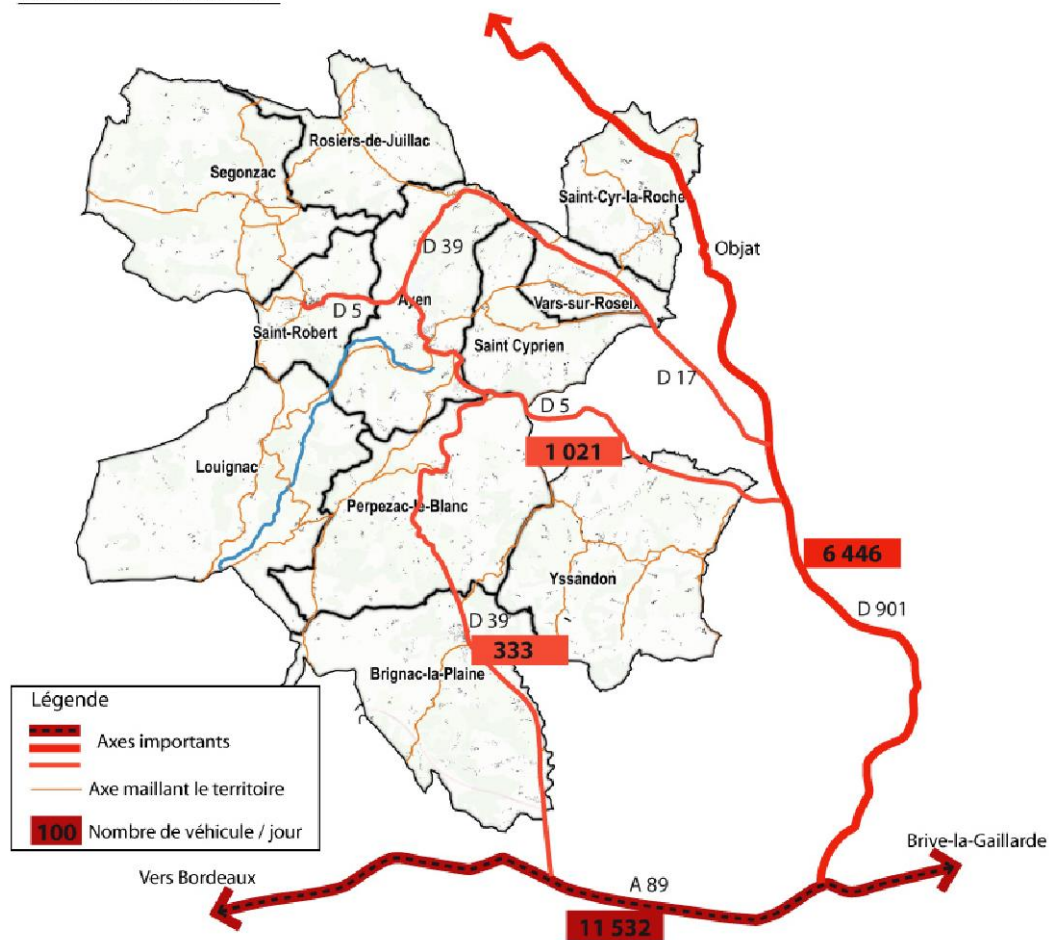 Rosiers-de-Juillac
Segonzac
Saint-Cyr-la-Roche
D 39
Objat
Ayen
Vars-sur-Roseix
D 5
Saint-Robert
Saint Cyprien
D 17
D 5
1 021
Louignac
Perpezac-le-Blanc
6 446
Yssandon
D 901
D 39
333
Brignac-la-Plaine
Légende
Axes importants
Axe maillant le territoire
100 Nombre de véhicule / jour
Brive-la-Gaillarde
Vers Bordeaux
A 89
11 532